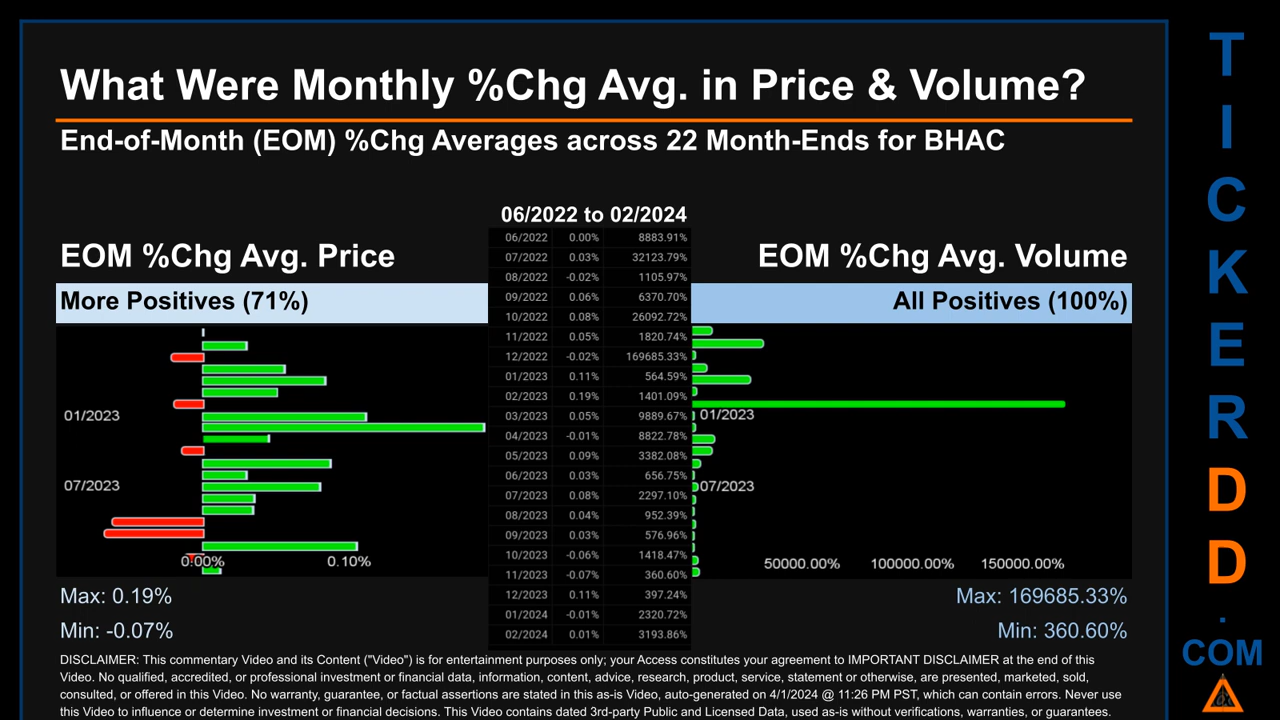 What Were Monthly %Chg Avg. in Price & Volume?
End-of-Month (EOM) %Chg Averages across 22 Month-Ends for BHAC
06/2022 to 02/2024
EOM %Chg Avg. Price
EOM %Chg Avg. Volume
More Positives (71%)
All Positives (100%)
06/2022 0.00% 8883.91%
07/2022 0.03% 32123.79%
08/2022 -0.02% 1105.97%
09/2022 0.06% 6370.70%
10/2022 0.08% 26092.72%
11/2022 0.05% 1820.74%
12/2022 -0.02% 169685.33%
01/2023 0.11% 564.59%
02/2023 0.19% 1401.09%
03/2023 0.05% 9889.67%
04/2023 -0.01% 8822.78%
05/2023 0.09% 3382.08%
06/2023 0.03% 656.75%
07/2023 0.08% 2297.10%
08/2023 0.04% 952.39%
09/2023 0.03% 576.96%
10/2023 -0.06% 1418.47%
11/2023 -0.07% 360.60%
12/2023 0.11% 397.24%
01/2024 -0.01% 2320.72%
02/2024 0.01% 3193.86%
01/2023
07/2023
0.00% 0.10%
01/2023
07/2023
50000.00% 100000.00% 150000.00%
Max: 0.19%
Min: -0.07%
Max: 169685.33%
Min: 360.60%
DISCLAIMER: This commentary Video and its Content ("Video") is for entertainment purposes only; your Access constitutes your agreement to IMPORTANT DISCLAIMER at the end of this
Video. No qualified, accredited, or professional investment or financial data, information, content, advice, research, product, service, statement or otherwise, are presented, marketed, sold,
consulted, or offered in this Video. No warranty, guarantee, or factual assertions are stated in this as-is Video, auto-generated on 4/1/2024 @ 11:26 PM PST, which can contain errors. Never use
this Video to influence or determine investment or financial decisions. This Video contains dated 3rd-party Public and Licensed Data, used as-is without verifications, warranties, or guarantees.
T
I
C
K
E
R
D
D
.
COM